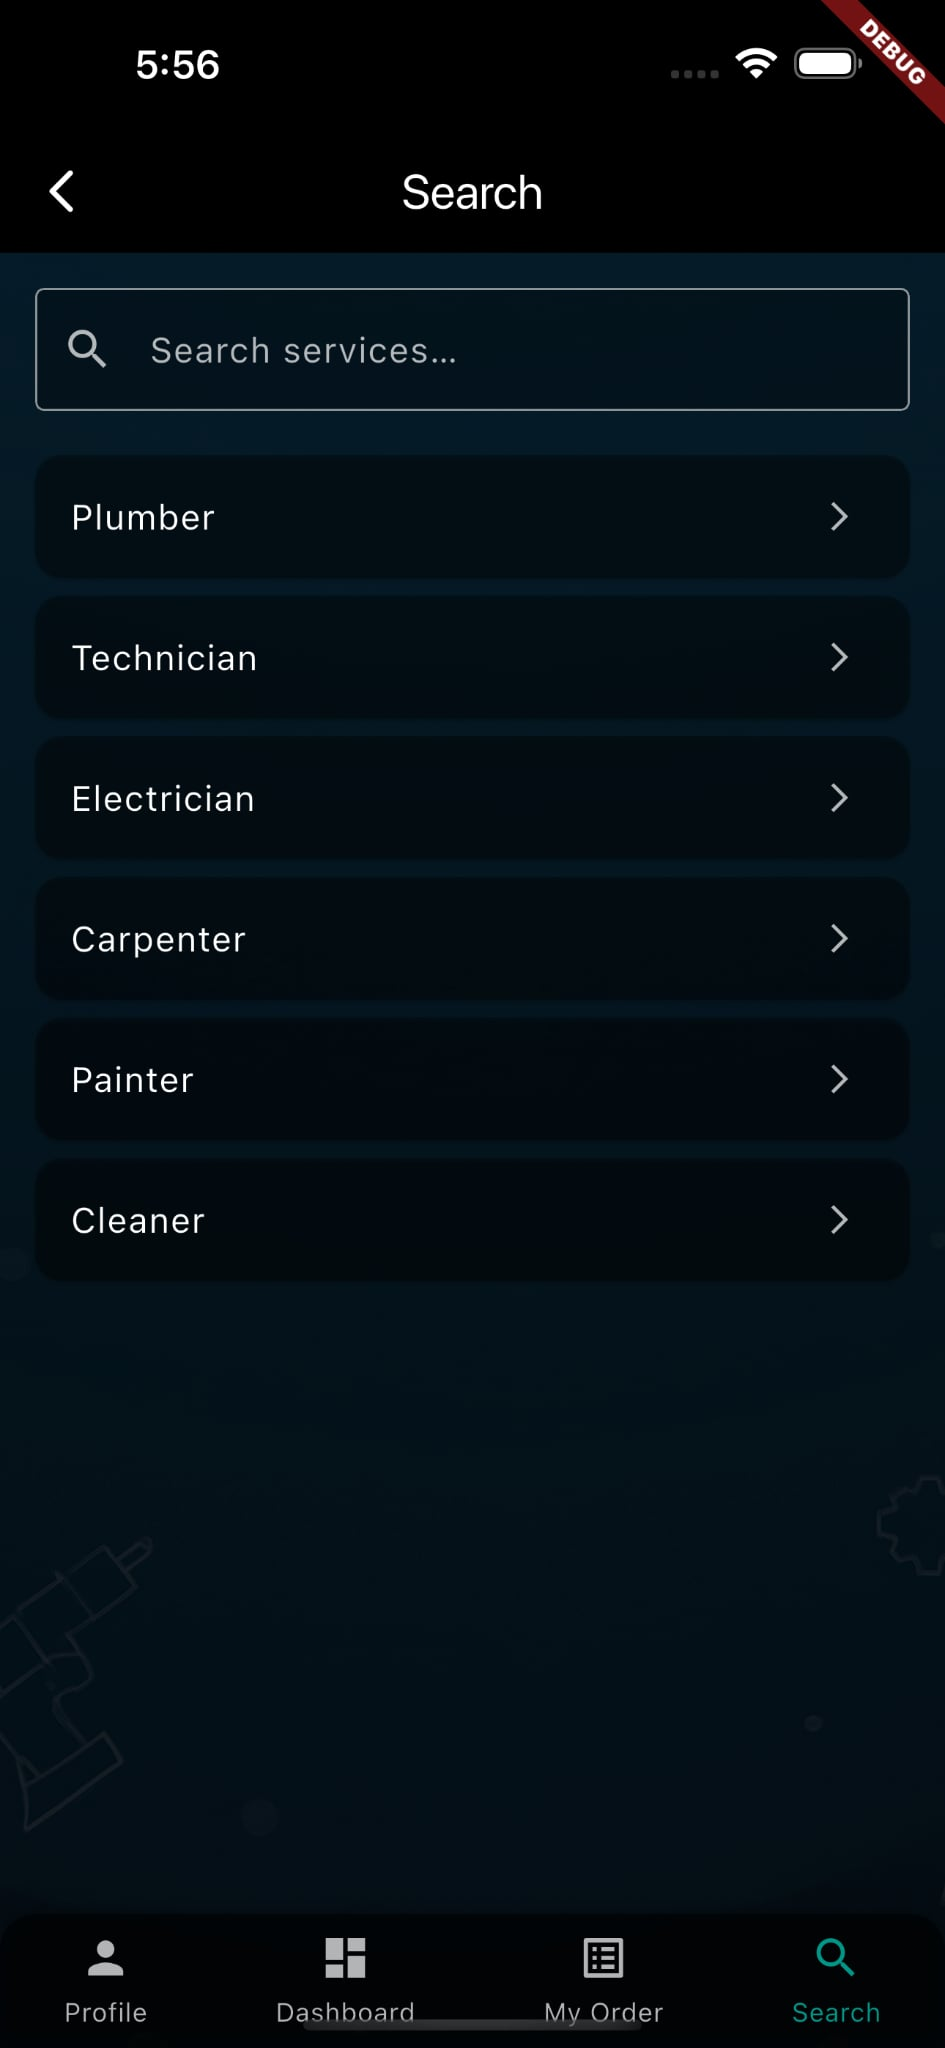 5:56
DEBUG
Search
Search services...
Plumber
Technician
Electrician
Carpenter
Painter
Cleaner
Profile
Dashboard
My Order
Search